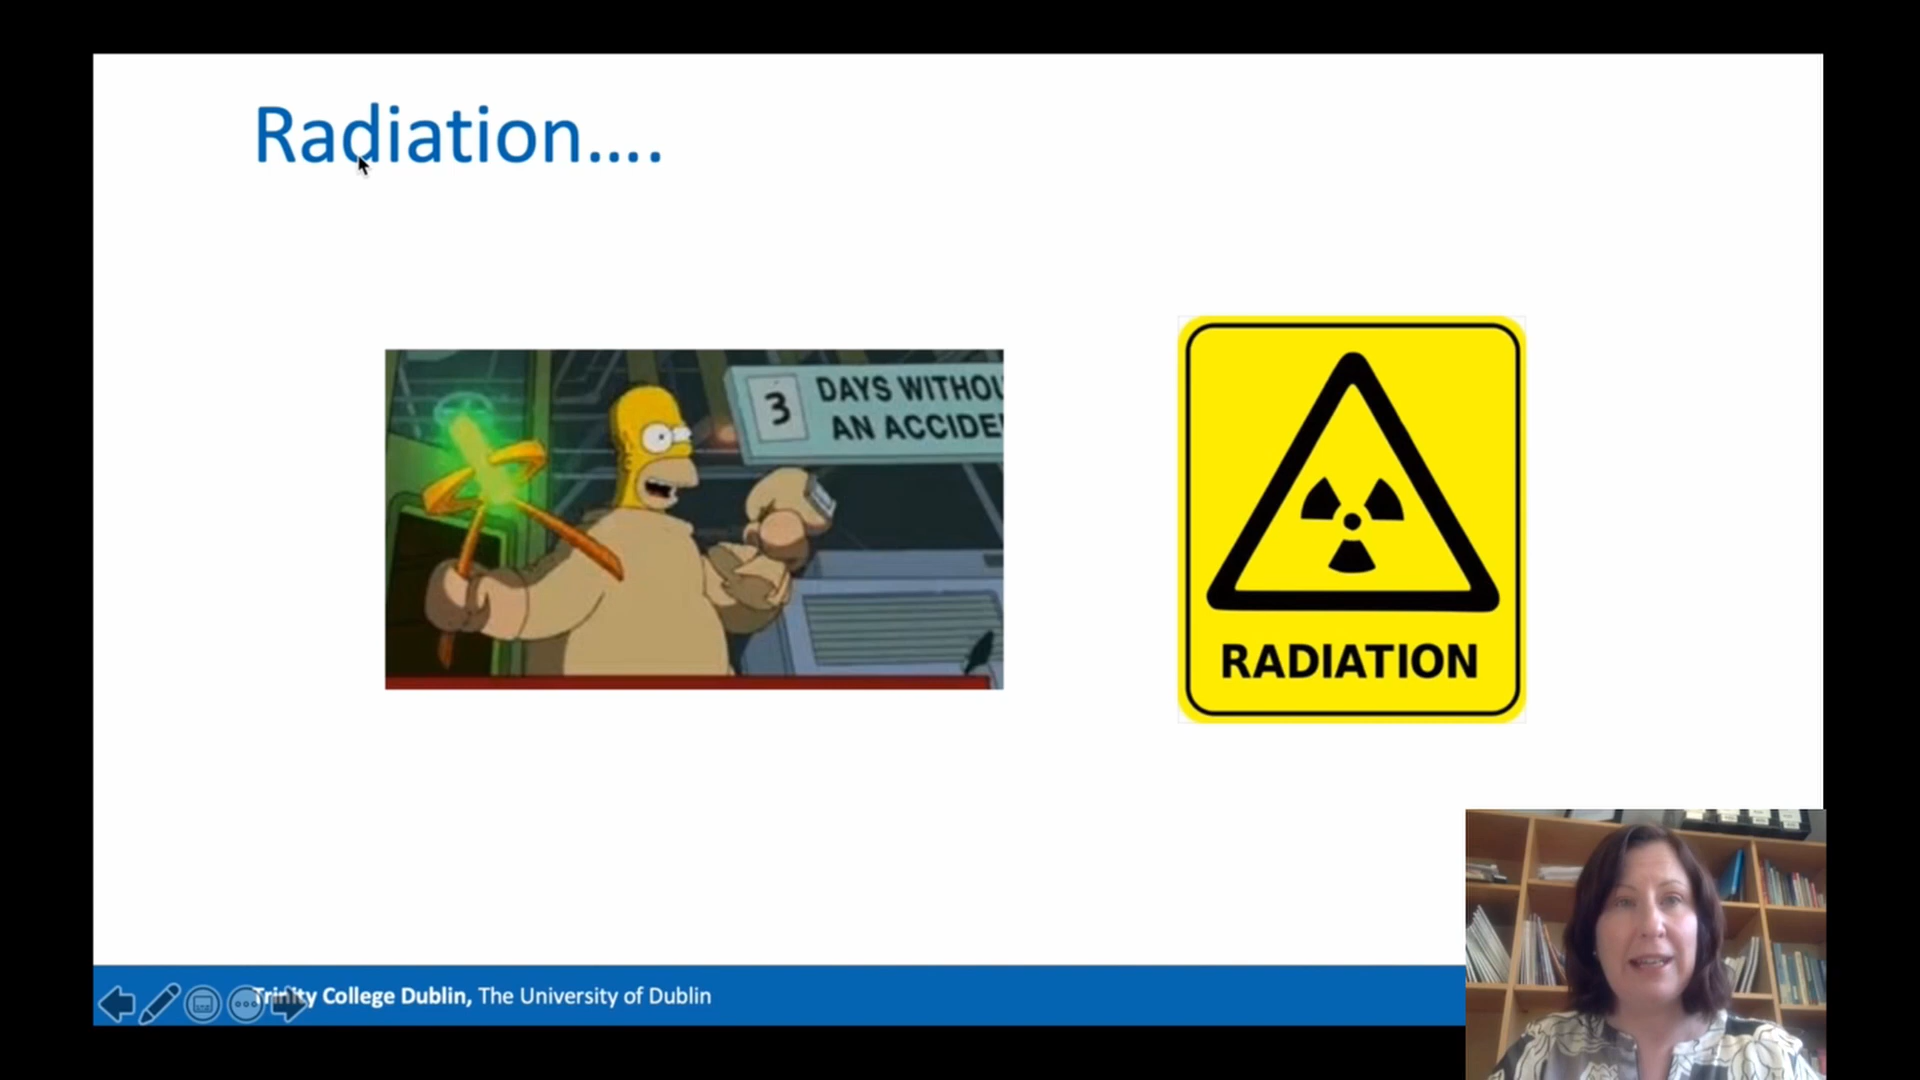 Radiation....
3
DAYS WITHOU
AN ACCIDE
RADIATION
Trinity College Dublin, The University of Dublin